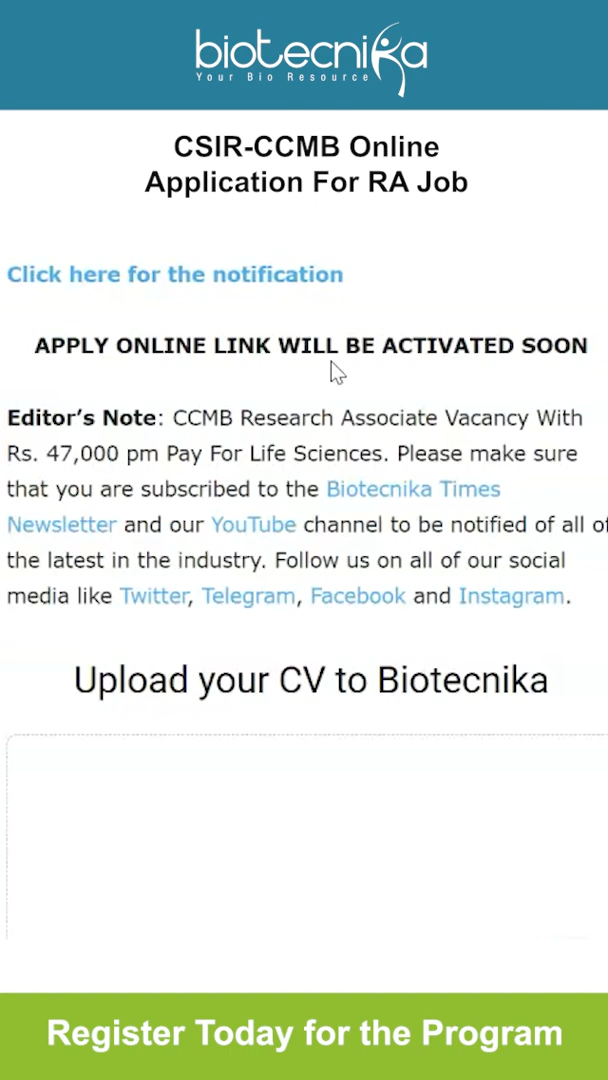 biotecnika
Your Bio Resource
CSIR-CCMB Online
Application For RA Job
Click here for the notification
APPLY ONLINE LINK WILL BE ACTIVATED SOON
Editor's Note: CCMB Research Associate Vacancy With
Rs. 47,000 pm Pay For Life Sciences. Please make sure
that you are subscribed to the Biotecnika Times
Newsletter and our YouTube channel to be notified of all of
the latest in the industry. Follow us on all of our social
media like Twitter, Telegram, Facebook and Instagram.
Upload your CV to Biotecnika
Register Today for the Program